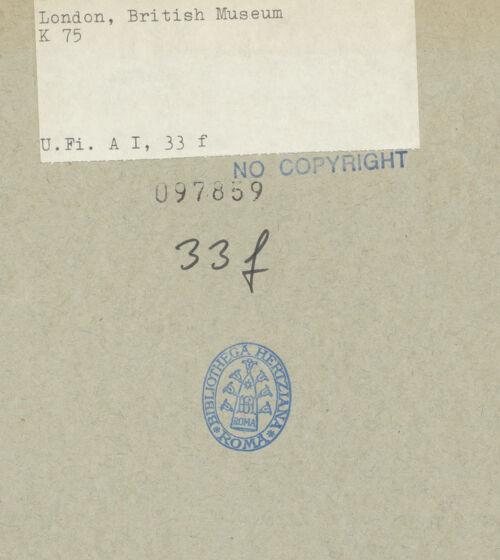 London, British Museum
K 75
U.Fi. A I, 33 f
NO COPYRIGHT
097859
33 f
BIBLIOTHECA HERTZIANA
ROMA
* ROMA *